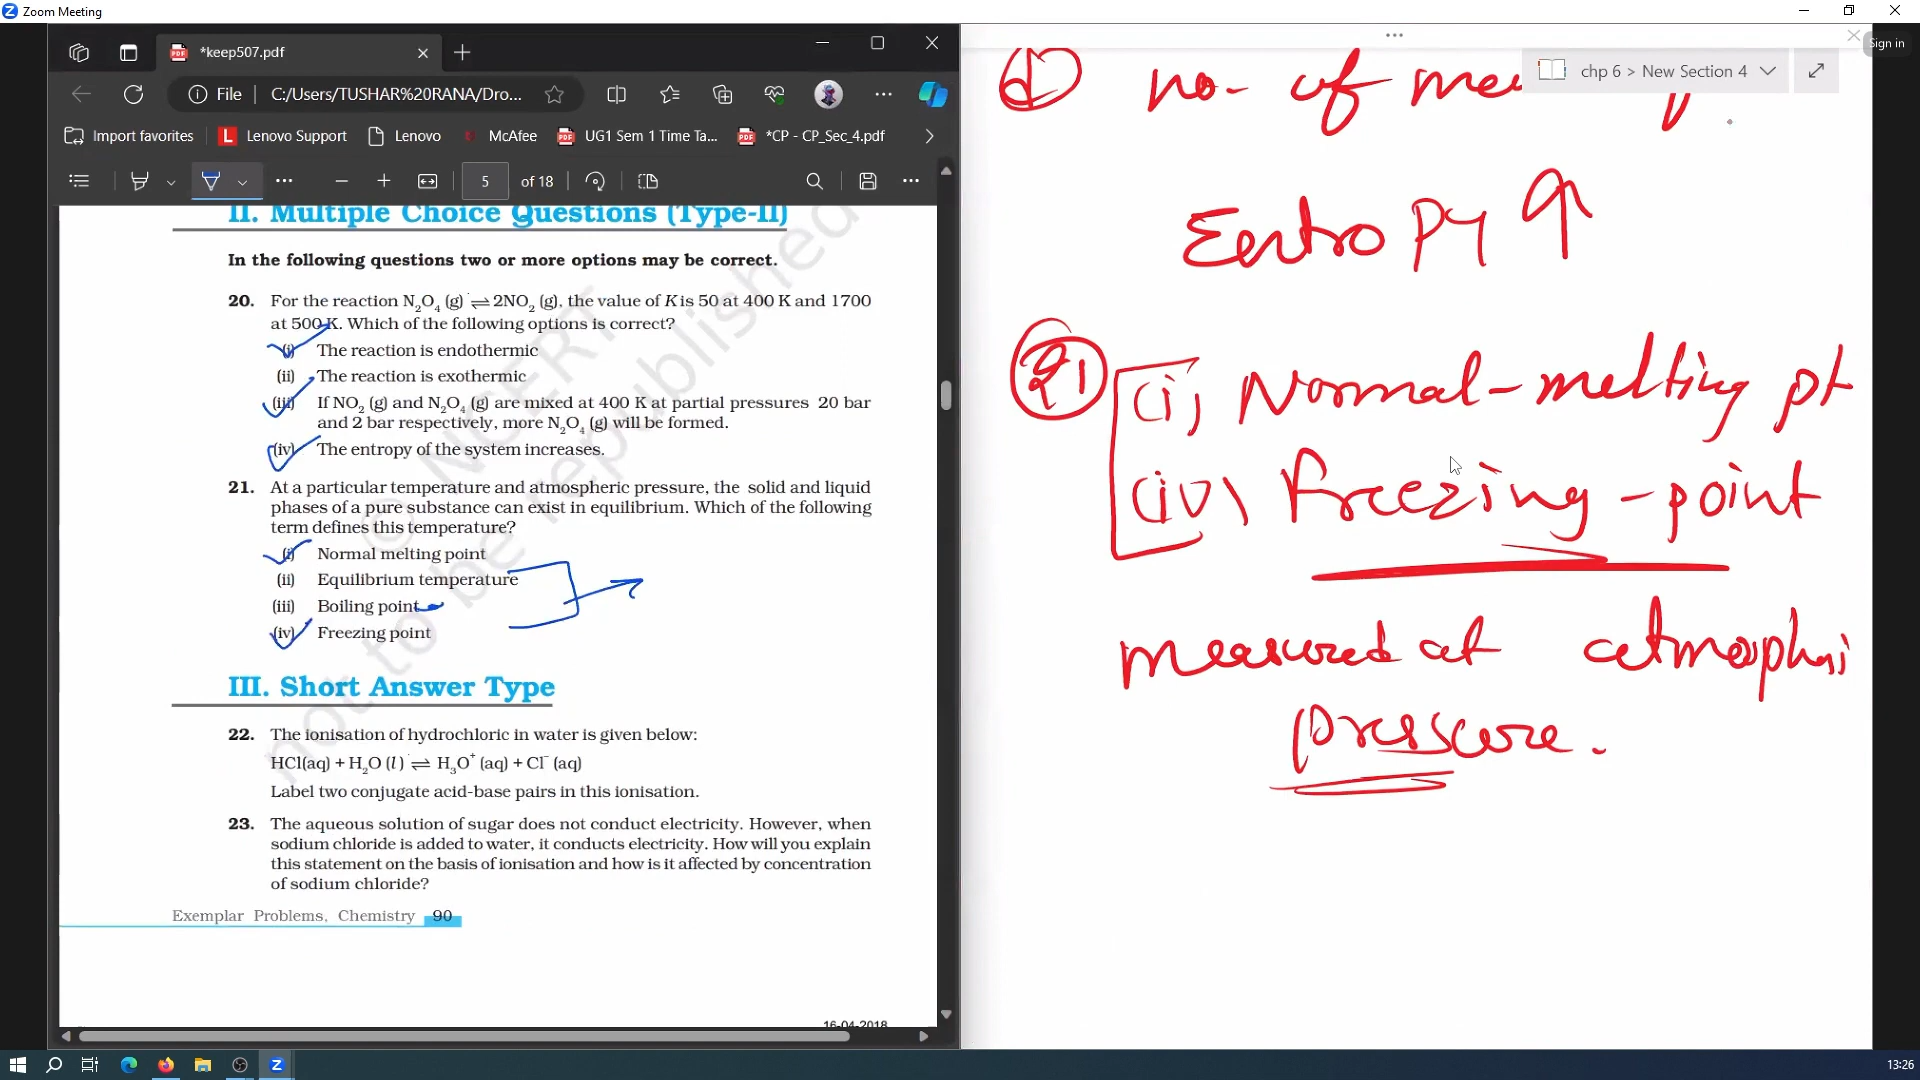 Zoom Meeting
*keep507.pdf
Sign in
File C:/Users/TUSHAR%20RANA/Dro...
Import favorites Lenovo Support Lenovo McAfee UG1 Sem 1 Time Ta... *CP - CP_Sec_4.pdf
5 of 18
II. Multiple Choice Questions (Type-II)
In the following questions two or more options may be correct.
20. For the reaction N₂O₄ (g) ⇌ 2NO₂ (g), the value of K is 50 at 400 K and 1700
at 500 K. Which of the following options is correct?
(i) The reaction is endothermic
(ii) The reaction is exothermic
(iii) If NO₂ (g) and N₂O₄ (g) are mixed at 400 K at partial pressures 20 bar
and 2 bar respectively, more N₂O₄ (g) will be formed.
(iv) The entropy of the system increases.
21. At a particular temperature and atmospheric pressure, the solid and liquid
phases of a pure substance can exist in equilibrium. Which of the following
term defines this temperature?
(i) Normal melting point
(ii) Equilibrium temperature
(iii) Boiling point
(iv) Freezing point
III. Short Answer Type
22. The ionisation of hydrochloric in water is given below:
HCl(aq) + H₂O (l) ⇌ H₃O⁺ (aq) + Cl⁻ (aq)
Label two conjugate acid-base pairs in this ionisation.
23. The aqueous solution of sugar does not conduct electricity. However, when
sodium chloride is added to water, it conducts electricity. How will you explain
this statement on the basis of ionisation and how is it affected by concentration
of sodium chloride?
Exemplar Problems, Chemistry 90
16-04-2018
© NCERT
not to be republished
chp 6 > New Section 4
no. of
Entropy ↑
21 (i) Normal-melting pt
(iv) freezing-point
measured at atmosphai
pressure.
13:26